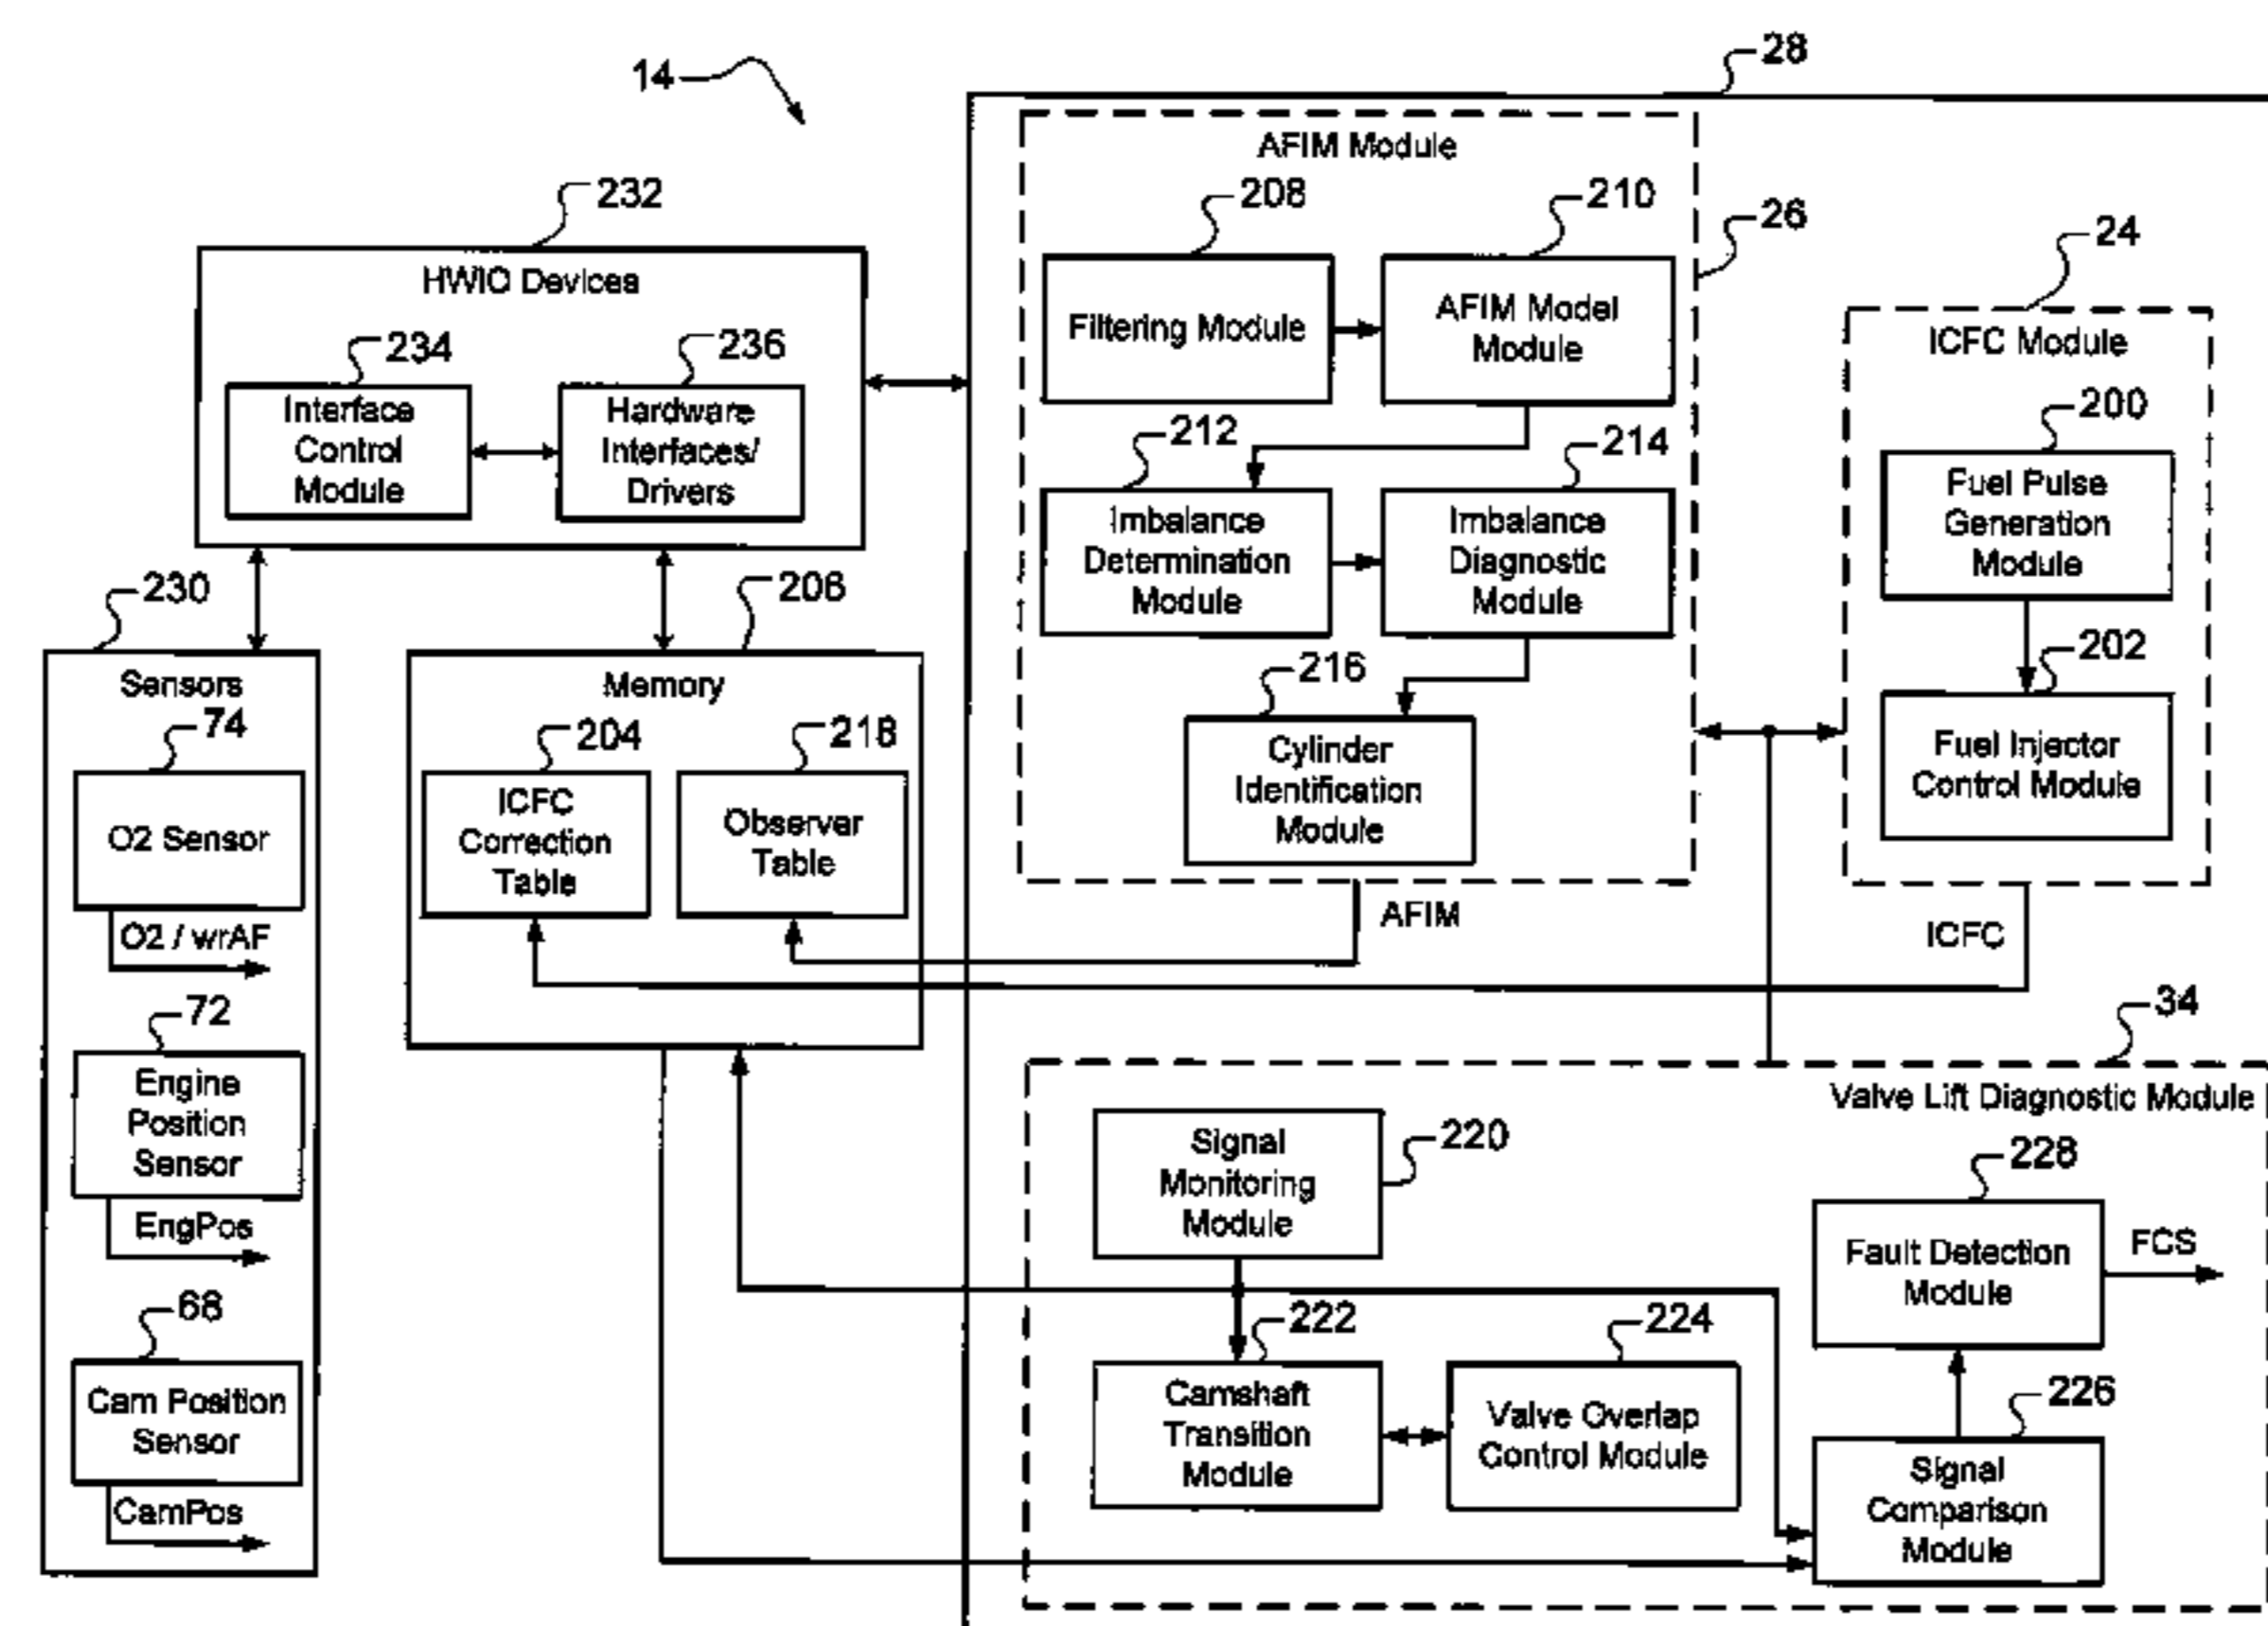 14
28
AFIM Module
208
210
26
Filtering Module
AFIM Model
Module
212
214
Imbalance
Determination
Module
Imbalance
Diagnostic
Module
216
Cylinder
Identification
Module
AFIM
24
ICFC Module
200
Fuel Pulse
Generation
Module
202
Fuel Injector
Control Module
ICFC
232
HWIO Devices
234
236
Interface
Control
Module
Hardware
Interfaces/
Drivers
230
Sensors
74
O2 Sensor
O2 / wrAF
72
Engine
Position
Sensor
EngPos
68
Cam Position
Sensor
CamPos
206
Memory
204
218
ICFC
Correction
Table
Observer
Table
34
Valve Lift Diagnostic Module
Signal
Monitoring
Module
220
222
224
Camshaft
Transition
Module
Valve Overlap
Control Module
228
Fault Detection
Module
FCS
226
Signal
Comparison
Module